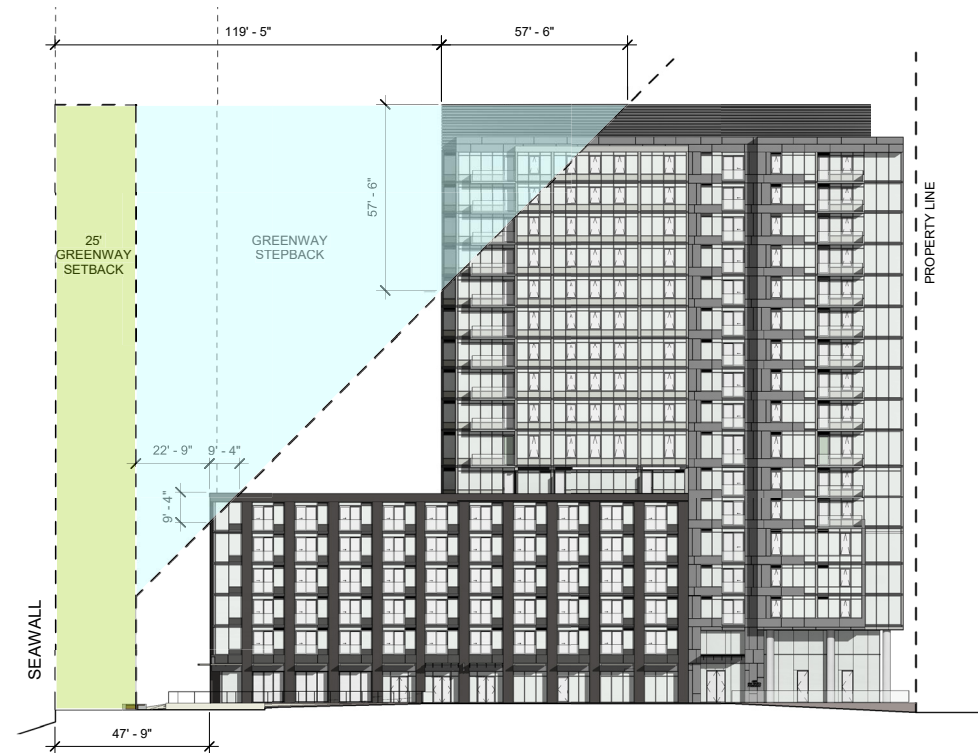 119' - 5"
57' - 6"
57' - 6"
25'
GREENWAY
SETBACK
GREENWAY
STEPBACK
PROPERTY LINE
22' - 9"
9' - 4"
9' - 4"
SEAWALL
47' - 9"